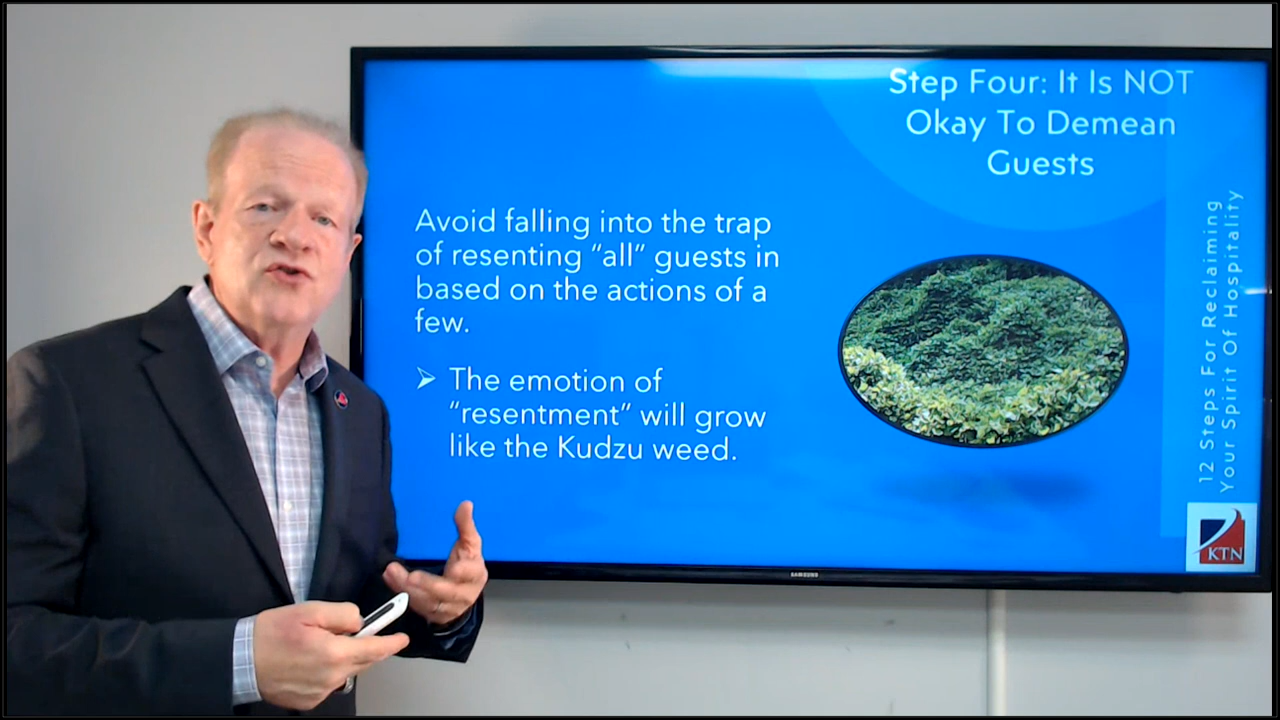 Step Four: It Is NOT
Okay To Demean
Guests
Avoid falling into the trap
of resenting “all” guests in
based on the actions of a
few.
➢ The emotion of
“resentment” will grow
like the Kudzu weed.
12 Steps For Reclaiming
Your Spirit Of Hospitality
KTN
SAMSUNG